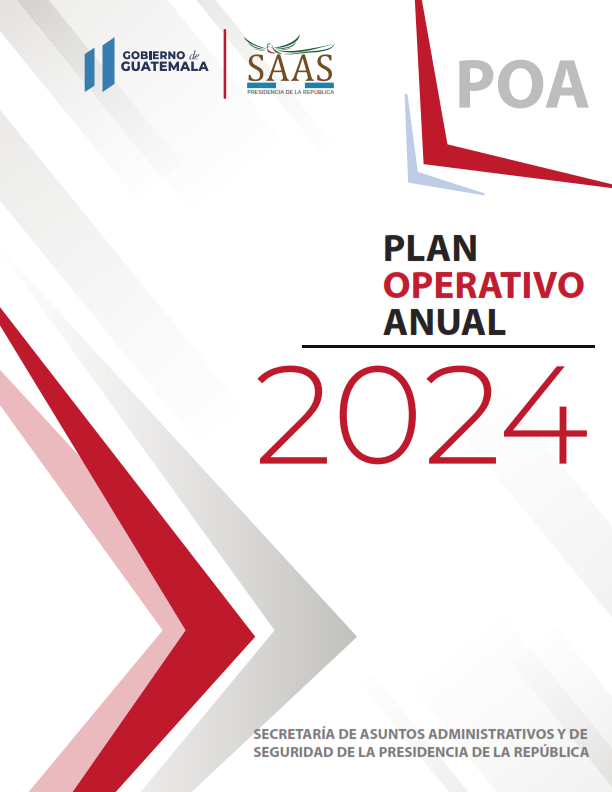 GOBIERNO de
GUATEMALA
SAAS
PRESIDENCIA DE LA REPÚBLICA
POA
PLAN
OPERATIVO
ANUAL
2024
SECRETARÍA DE ASUNTOS ADMINISTRATIVOS Y DE
SEGURIDAD DE LA PRESIDENCIA DE LA REPÚBLICA